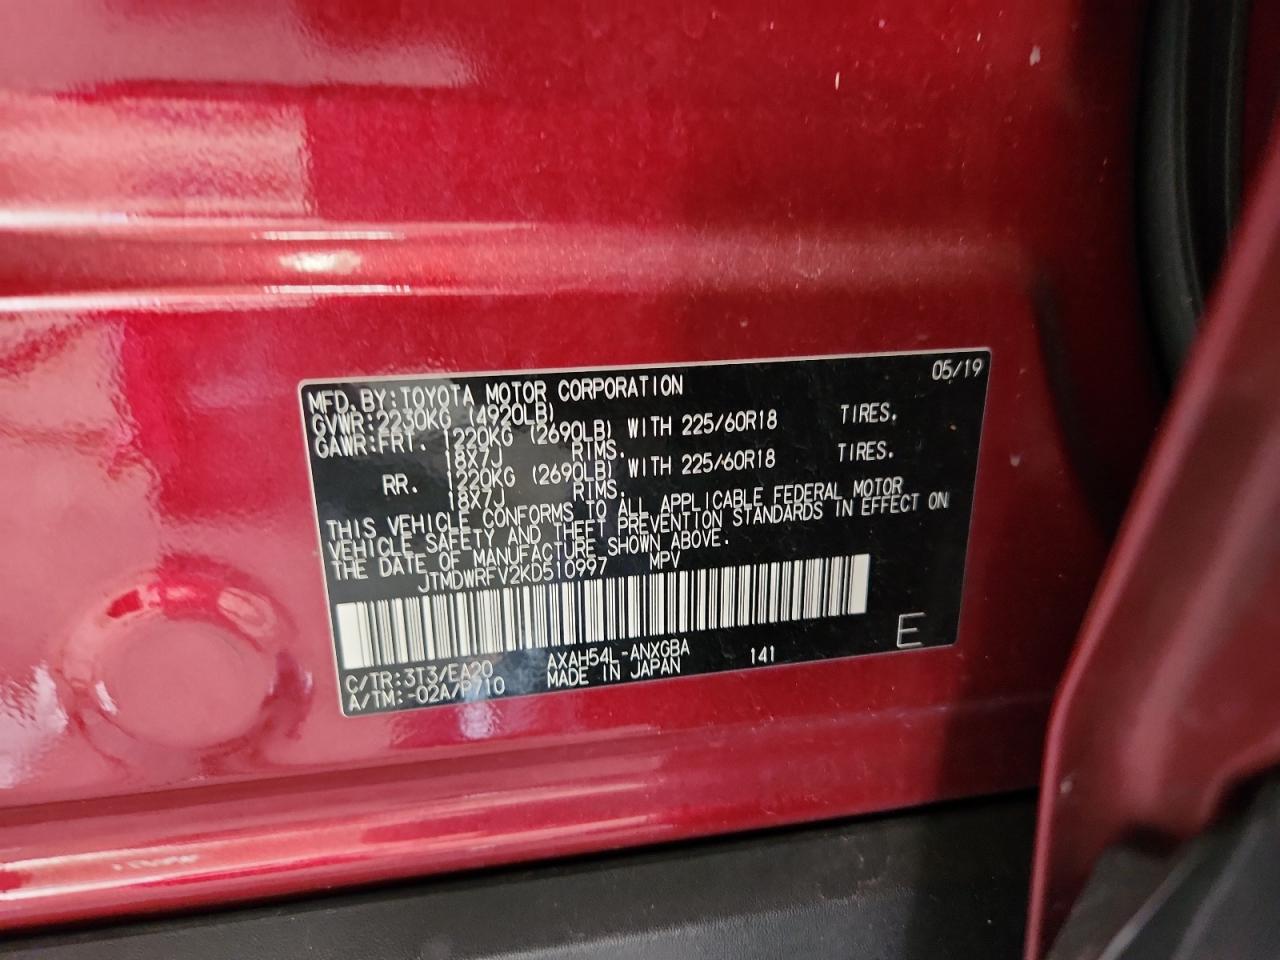 05/19
MFD. BY: TOYOTA MOTOR CORPORATION
GVWR: 2230KG (4920LB)
GAWR: FRT. 1220KG (2690LB) WITH 225/60R18 TIRES.
18X7J RIMS.
RR. 1220KG (2690LB) WITH 225/60R18 TIRES.
18X7J RIMS.
THIS VEHICLE CONFORMS TO ALL APPLICABLE FEDERAL MOTOR
VEHICLE SAFETY AND THEFT PREVENTION STANDARDS IN EFFECT ON
THE DATE OF MANUFACTURE SHOWN ABOVE.
JTMDWRFV2KD510997 MPV
E
C/TR: 3T3/EA20 AXAH54L-ANXGBA 141
A/TM: -02A/P710 MADE IN JAPAN